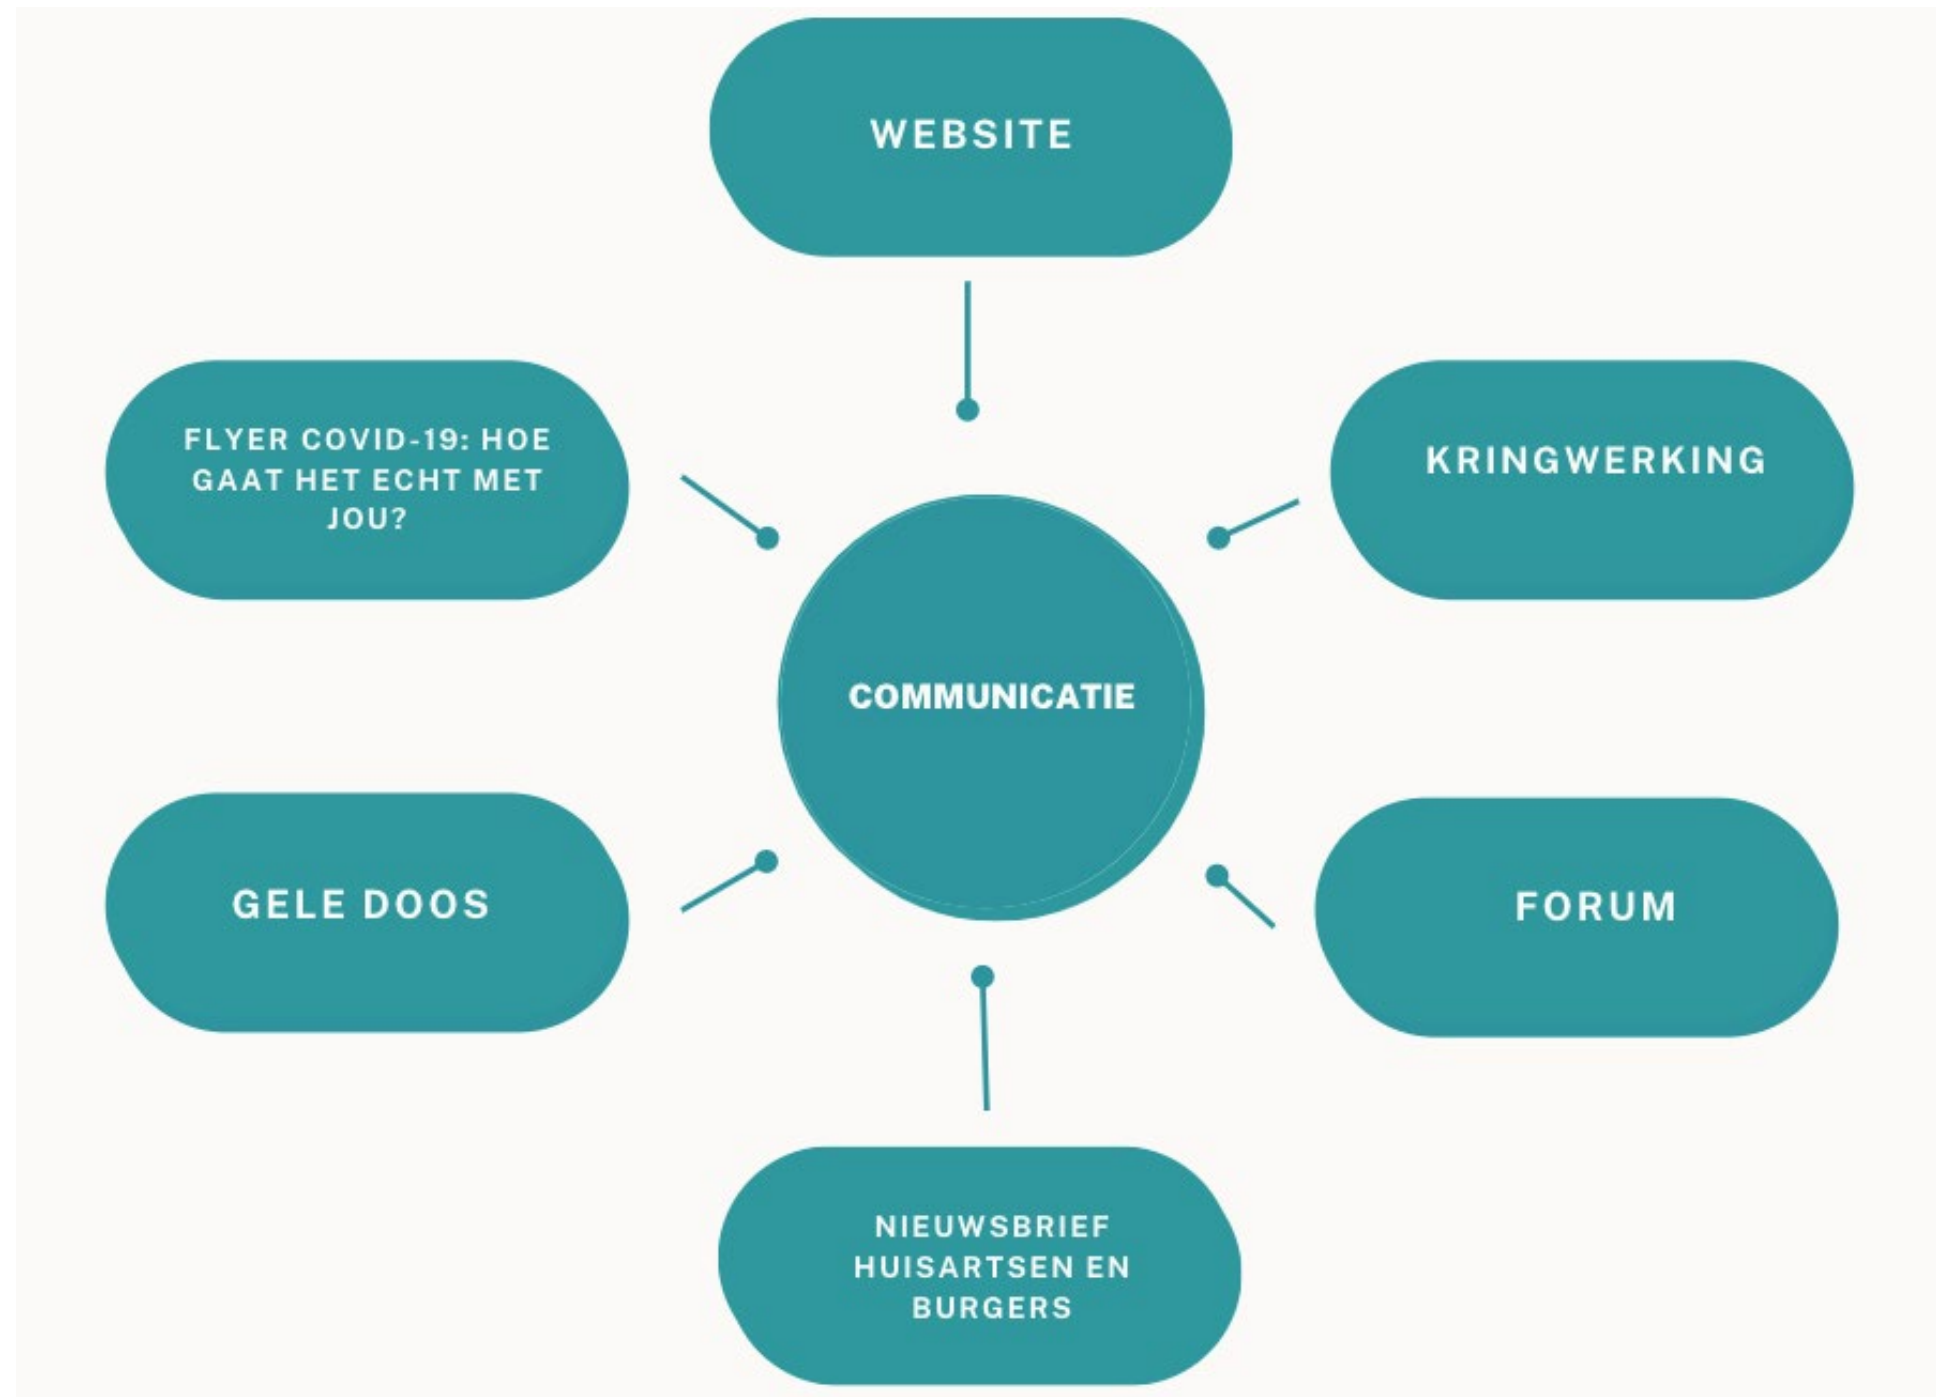 WEBSITE
FLYER COVID-19: HOE
GAAT HET ECHT MET
JOU?
KRINGWERKING
COMMUNICATIE
GELE DOOS
FORUM
NIEUWSBRIEF
HUISARTSEN EN
BURGERS